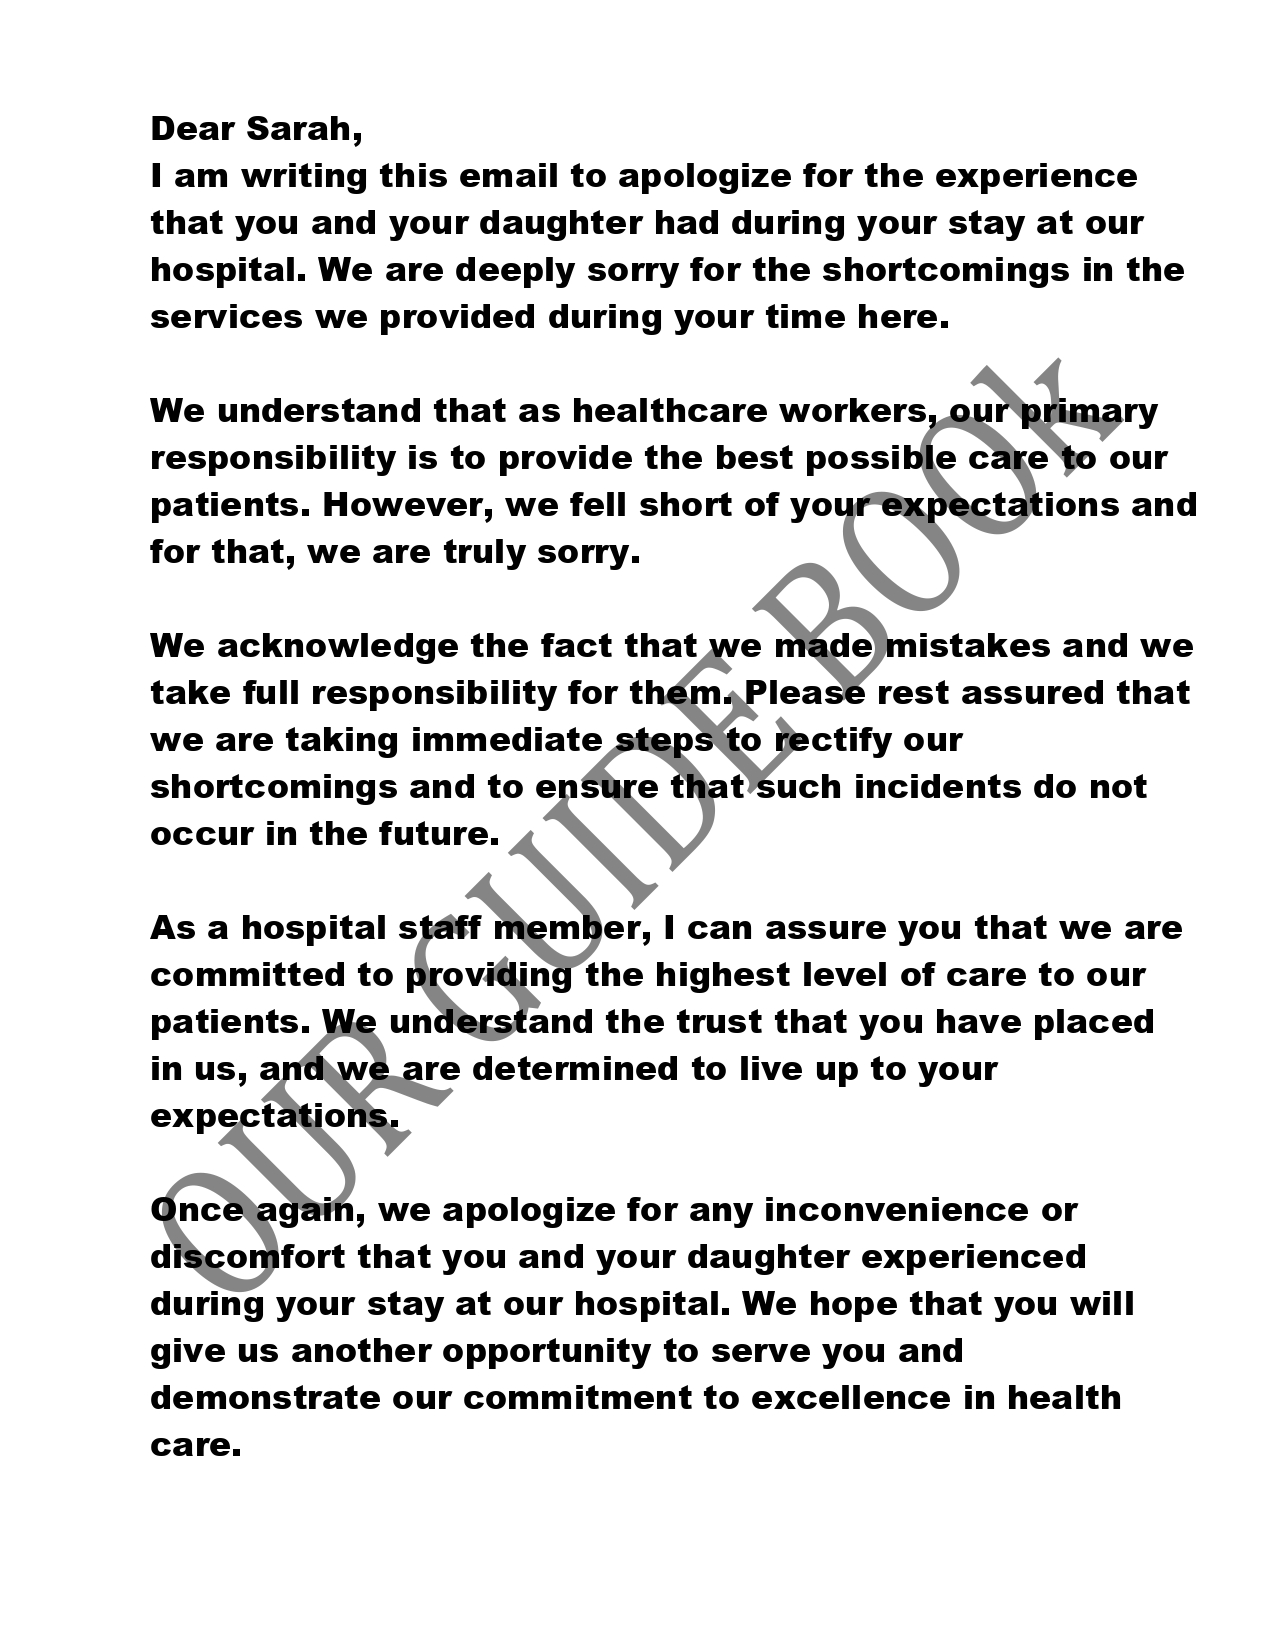 Dear Sarah,
I am writing this email to apologize for the experience
that you and your daughter had during your stay at our
hospital. We are deeply sorry for the shortcomings in the
services we provided during your time here.
We understand that as healthcare workers, our primary
responsibility is to provide the best possible care to our
patients. However, we fell short of your expectations and
for that, we are truly sorry.
We acknowledge the fact that we made mistakes and we
take full responsibility for them. Please rest assured that
we are taking immediate steps to rectify our
shortcomings and to ensure that such incidents do not
occur in the future.
As a hospital staff member, I can assure you that we are
committed to providing the highest level of care to our
patients. We understand the trust that you have placed
in us, and we are determined to live up to your
expectations.
Once again, we apologize for any inconvenience or
discomfort that you and your daughter experienced
during your stay at our hospital. We hope that you will
give us another opportunity to serve you and
demonstrate our commitment to excellence in health
care.
OUR GUIDE BOOk